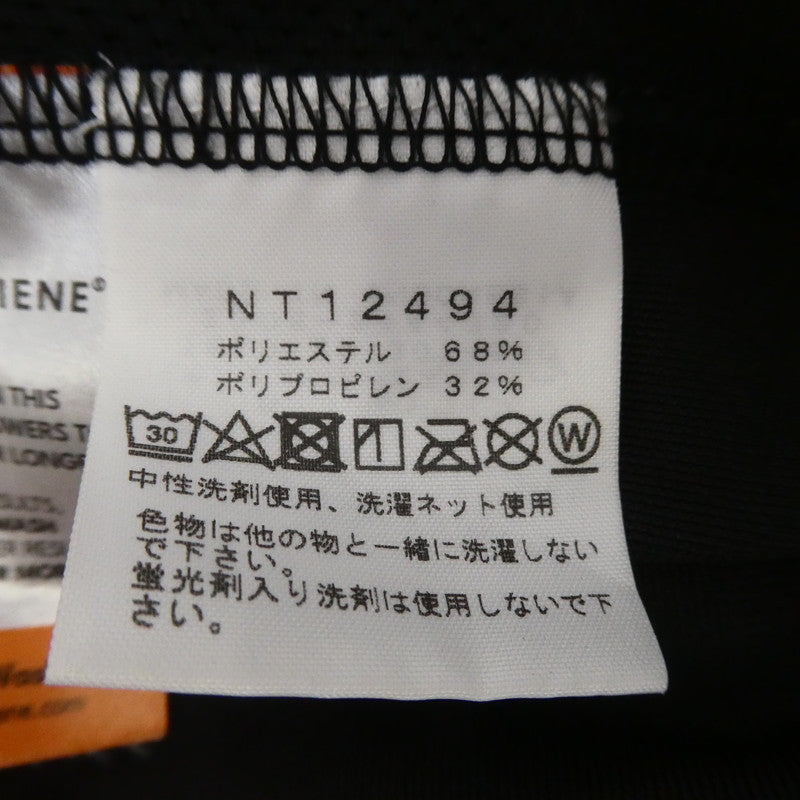 NT12494
ポリエステル 68%
ポリプロピレン 32%
30
W
中性洗剤使用、洗濯ネット使用
色物は他の物と一緒に洗濯しない
で下さい。
蛍光剤入り洗剤は使用しないで下
さい。
THIS
LONGE